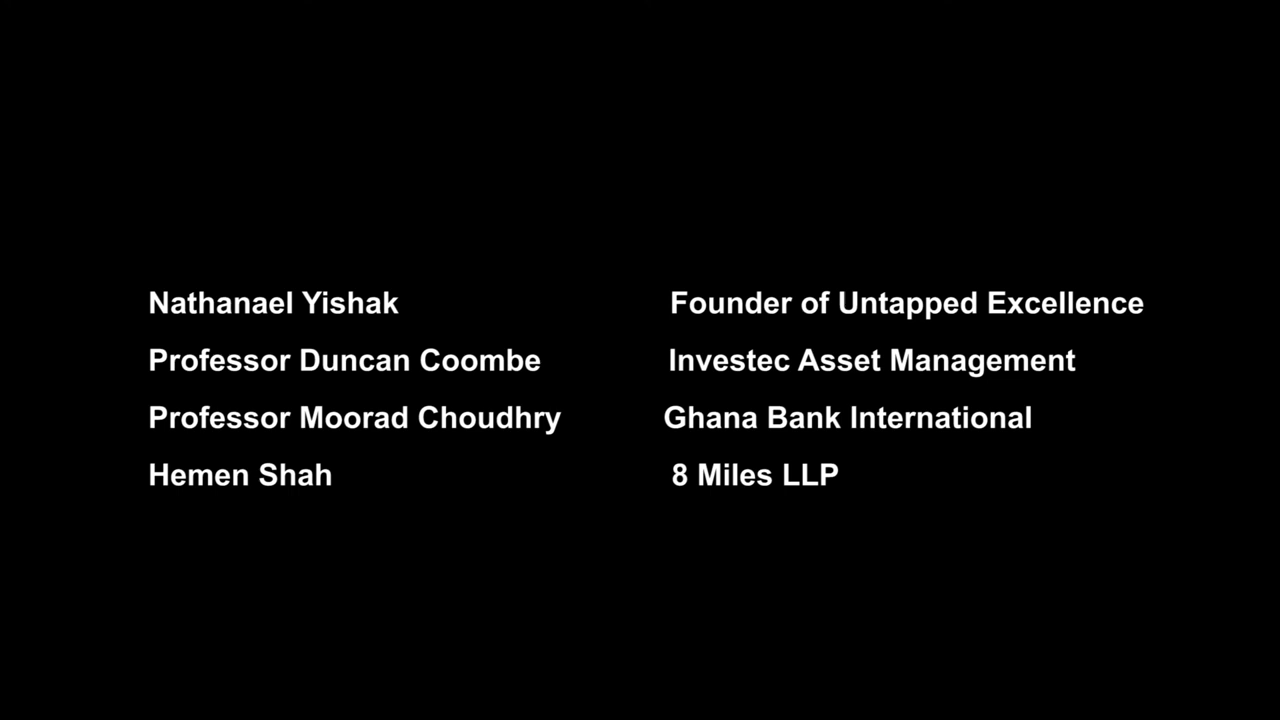 Nathanael Yishak Founder of Untapped Excellence
Professor Duncan Coombe Investec Asset Management
Professor Moorad Choudhry Ghana Bank International
Hemen Shah 8 Miles LLP